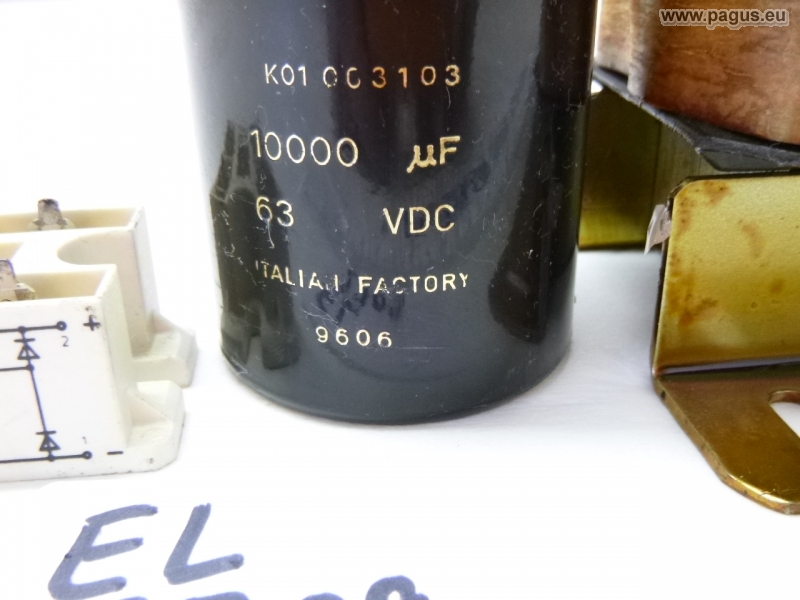 www.pagus.eu
K01 003103
10000 µF
63 VDC
ITALIAN FACTORY
9606
2 +
1 -
EL